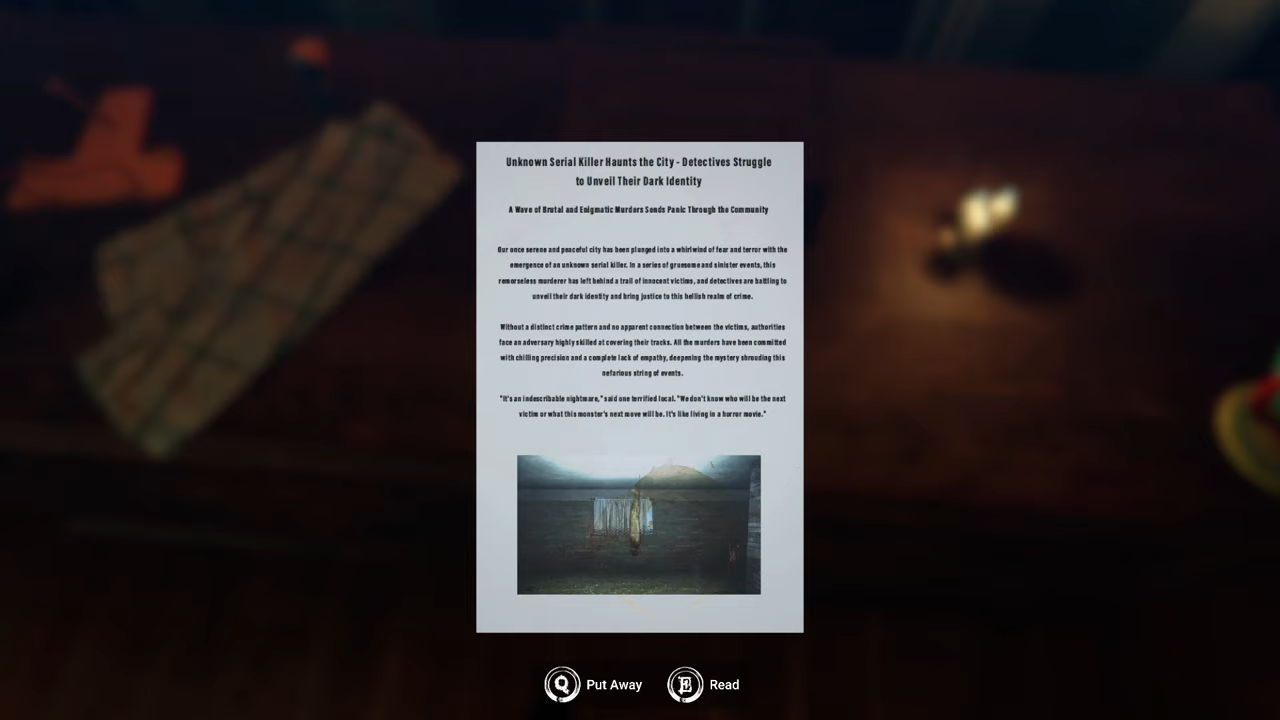 Unknown Serial Killer Haunts the City - Detectives Struggle
to Unveil Their Dark Identity
A Wave of Brutal and Enigmatic Murders Sends Panic Through the Community
Our once serene and peaceful city has been plunged into a whirlwind of fear and terror with the
emergence of an unknown serial killer. In a series of gruesome and sinister events, this
remorseless murderer has left behind a trail of innocent victims, and detectives are battling to
unveil their dark identity and bring justice to this hellish realm of crime.
Without a distinct crime pattern and no apparent connection between the victims, authorities
face an adversary highly skilled at covering their tracks. All the murders have been committed
with chilling precision and a complete lack of empathy, deepening the mystery shrouding this
nefarious string of events.
"It's an indescribable nightmare," said one terrified local. "We don't know who will be the next
victim or what this monster's next move will be. It's like living in a horror movie."
Q Put Away E Read